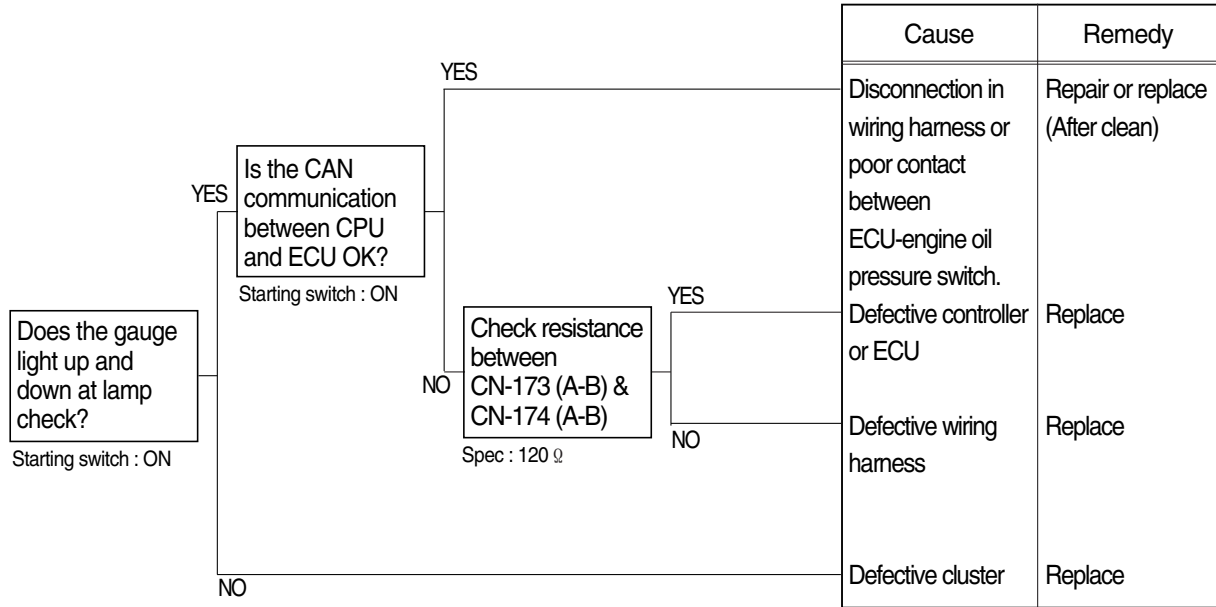 Cause
Remedy
YES
Disconnection in
wiring harness or
poor contact
between
ECU-engine oil
pressure switch.
Repair or replace
(After clean)
YES
Is the CAN
communication
between CPU
and ECU OK?
Starting switch : ON
Does the gauge
light up and
down at lamp
check?
Starting switch : ON
NO
Check resistance
between
CN-173 (A-B) &
CN-174 (A-B)
Spec : 120 Ω
YES
Defective controller
or ECU
Replace
NO
Defective wiring
harness
Replace
NO
Defective cluster
Replace